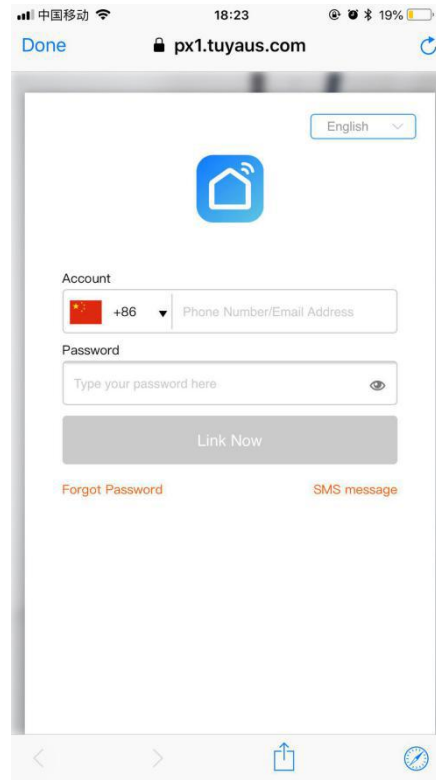 中国移动 18:23 19%
Done px1.tuyaus.com
English
Account
+86 Phone Number/Email Address
Password
Type your password here
Link Now
Forgot Password SMS message